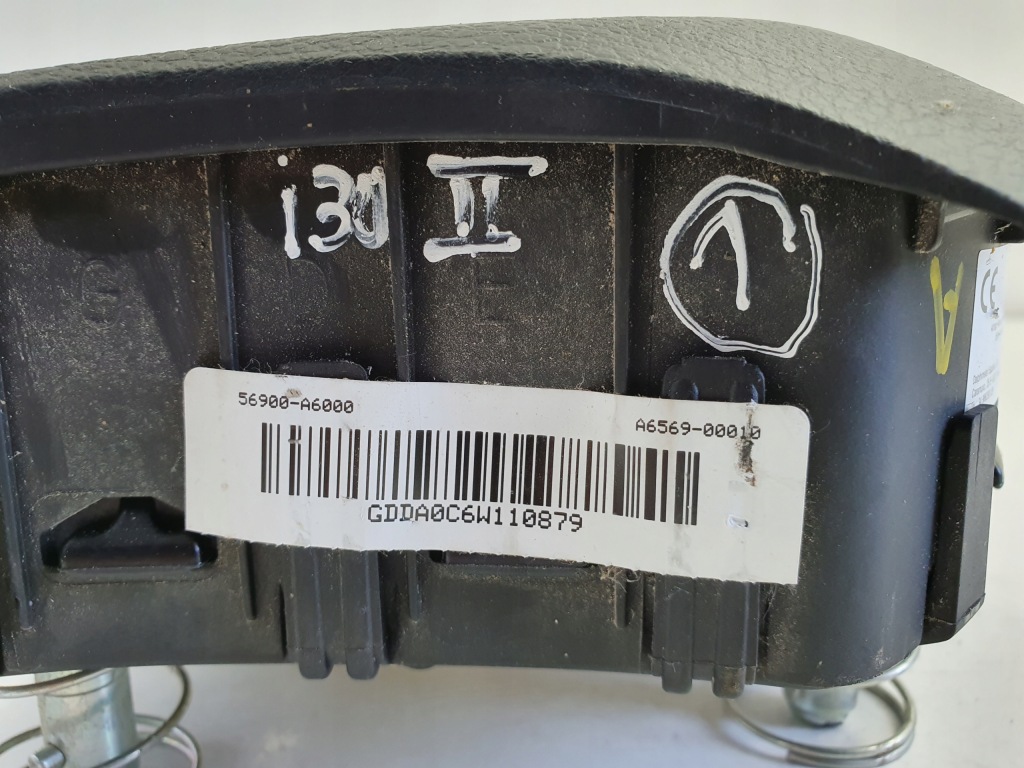 i30 II
1
A
CE
56900-A6000
A6569-00010
GDDA0C6W110879